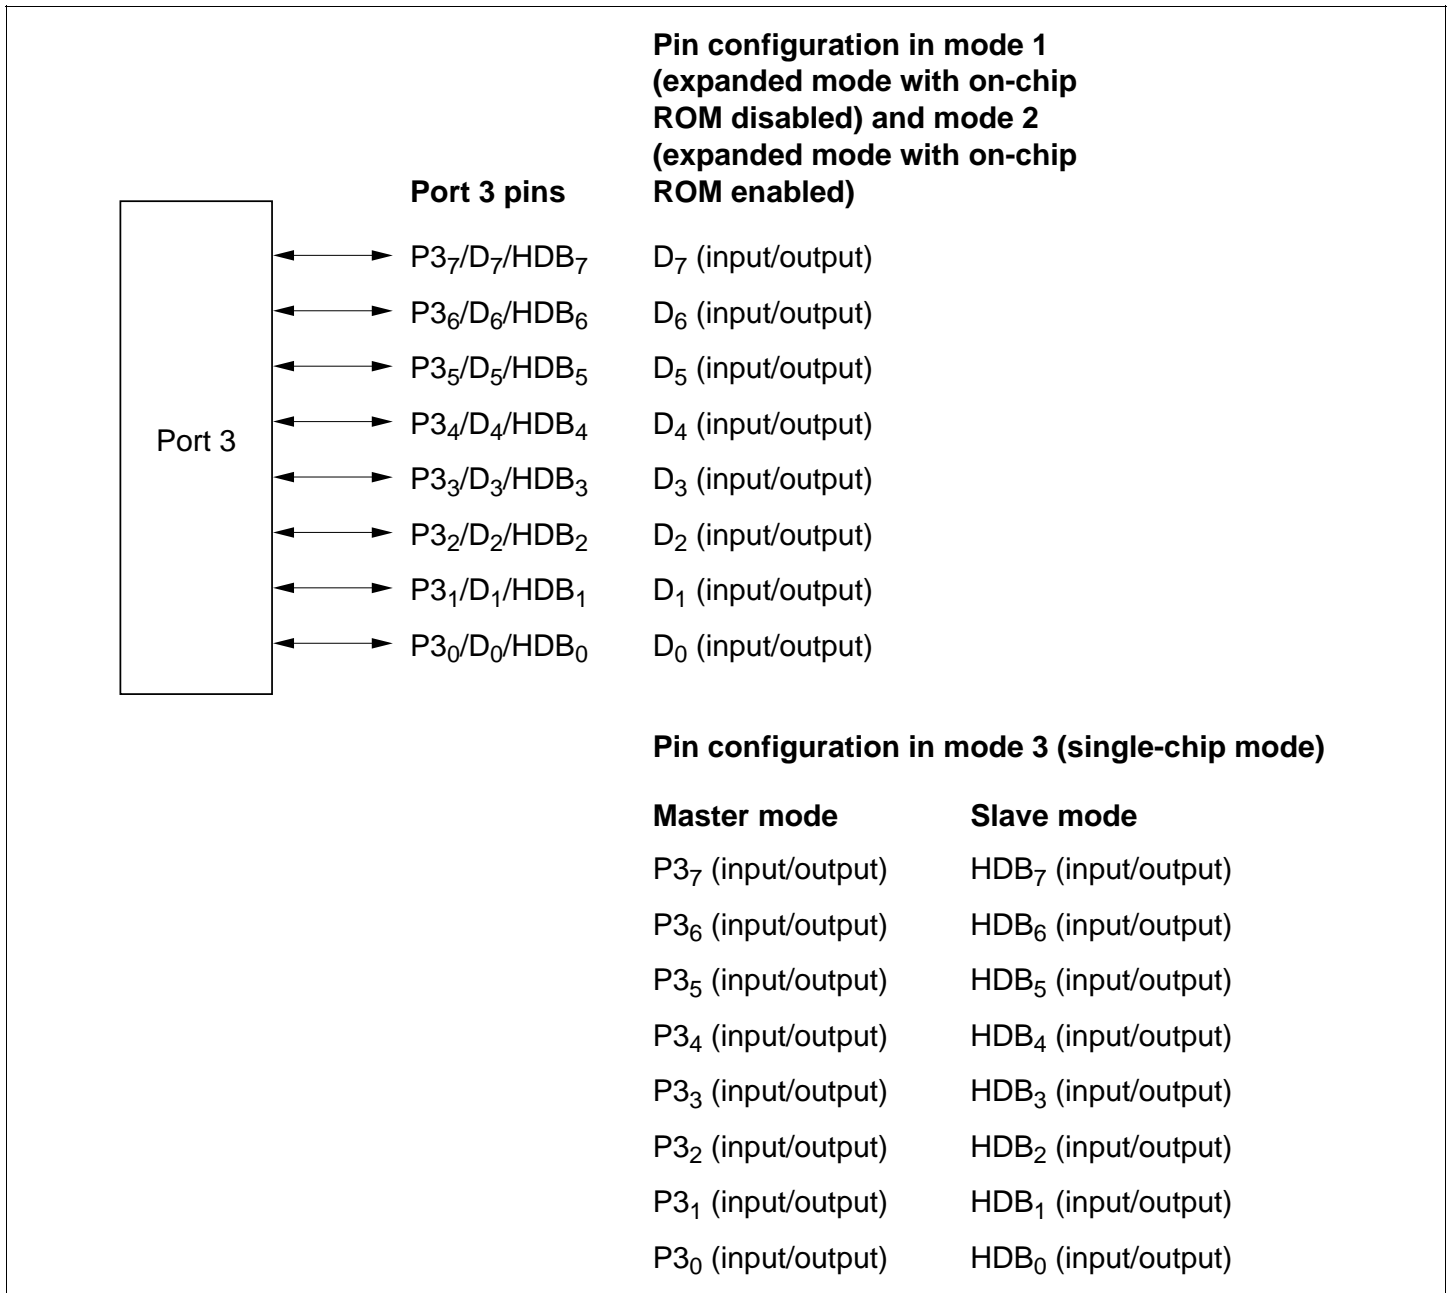 Pin configuration in mode 1
(expanded mode with on-chip
ROM disabled) and mode 2
(expanded mode with on-chip
ROM enabled)
Port 3 pins
Port 3
P3₇/D₇/HDB₇ D₇ (input/output)
P3₆/D₆/HDB₆ D₆ (input/output)
P3₅/D₅/HDB₅ D₅ (input/output)
P3₄/D₄/HDB₄ D₄ (input/output)
P3₃/D₃/HDB₃ D₃ (input/output)
P3₂/D₂/HDB₂ D₂ (input/output)
P3₁/D₁/HDB₁ D₁ (input/output)
P3₀/D₀/HDB₀ D₀ (input/output)
Pin configuration in mode 3 (single-chip mode)
Master mode Slave mode
P3₇ (input/output) HDB₇ (input/output)
P3₆ (input/output) HDB₆ (input/output)
P3₅ (input/output) HDB₅ (input/output)
P3₄ (input/output) HDB₄ (input/output)
P3₃ (input/output) HDB₃ (input/output)
P3₂ (input/output) HDB₂ (input/output)
P3₁ (input/output) HDB₁ (input/output)
P3₀ (input/output) HDB₀ (input/output)